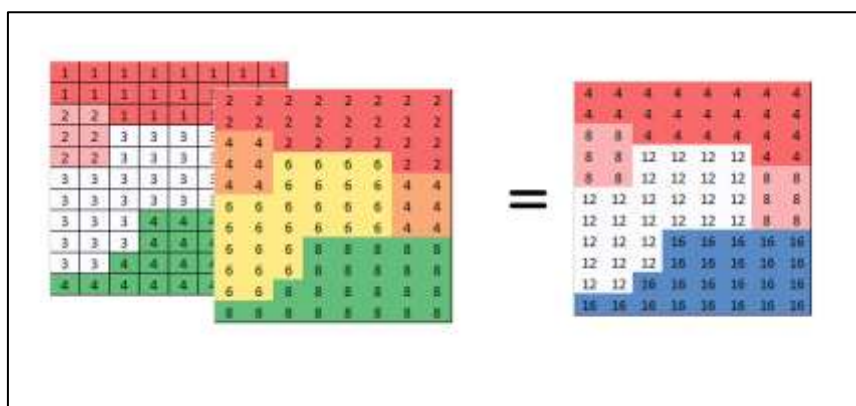 1 1 1 1 1 1 1 1
1 1 1 1 1
2 2 1 1 1
2 2 3 3 3
2 2 3 3 3
3 3 3 3 3
3 3 3 3 3
3 3 3 4 4
3 3 3 4 4
3 3 4 4 4
4 4 4 4 4
2 2 2 2 2 2 2 2
2 2 2 2 2 2 2 2
4 4 2 2 2 2 2 2
4 4 6 6 6 6 2 2
4 4 6 6 6 6 4 4
6 6 6 6 6 6 4 4
6 6 6 6 6 6 4 4
6 6 6 8 8 8 8 8
6 6 6 8 8 8 8 8
6 6 8 8 8 8 8 8
8 8 8 8 8 8 8 8
=
4 4 4 4 4 4 4 4
4 4 4 4 4 4 4 4
8 8 4 4 4 4 4 4
8 8 12 12 12 12 4 4
8 8 12 12 12 12 8 8
12 12 12 12 12 12 8 8
12 12 12 12 12 12 8 8
12 12 12 16 16 16 16 16
12 12 12 16 16 16 16 16
12 12 16 16 16 16 16 16
16 16 16 16 16 16 16 16